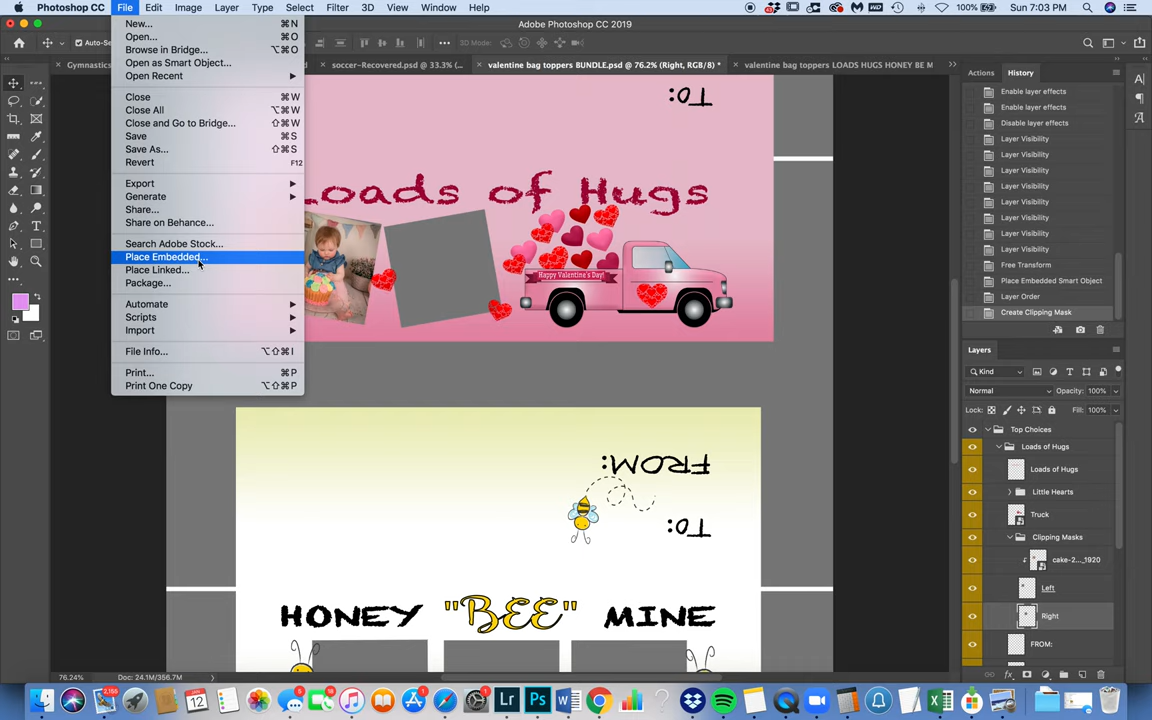 Photoshop CC File Edit Image Layer Type Select Filter 3D View Window Help 100% Sun 7:03 PM
Adobe Photoshop CC 2019
Auto-Se 3D Mode:
Gymnastics soccer-Recovered.psd @ 33.3% (... × valentine bag toppers BUNDLE.psd @ 76.2% (Right, RGB/8) * × valentine bag toppers LOADS HUGS HONEY BE M
New... ⌘N
Open... ⌘O
Browse in Bridge... ⌥⌘O
Open as Smart Object...
Open Recent
Close ⌘W
Close All ⌥⌘W
Close and Go to Bridge... ⇧⌘W
Save ⌘S
Save As... ⇧⌘S
Revert F12
Export
Generate
Share...
Share on Behance...
Search Adobe Stock...
Place Embedded...
Place Linked...
Package...
Automate
Scripts
Import
File Info... ⌥⇧⌘I
Print... ⌘P
Print One Copy ⌥⇧⌘P
TO:
Loads of Hugs
Happy Valentine's Day!
FROM:
TO:
HONEY "BEE" MINE
Actions History
Enable layer effects
Enable layer effects
Disable layer effects
Layer Visibility
Layer Visibility
Layer Visibility
Layer Visibility
Layer Visibility
Layer Visibility
Layer Visibility
Layer Visibility
Free Transform
Place Embedded Smart Object
Layer Order
Create Clipping Mask
Layers
Kind
Normal Opacity: 100%
Lock: Fill: 100%
Top Choices
Loads of Hugs
Loads of Hugs
Little Hearts
Truck
Clipping Masks
cake-2..._1920
Left
Right
FROM:
76.24% Doc: 24.1M/356.7M